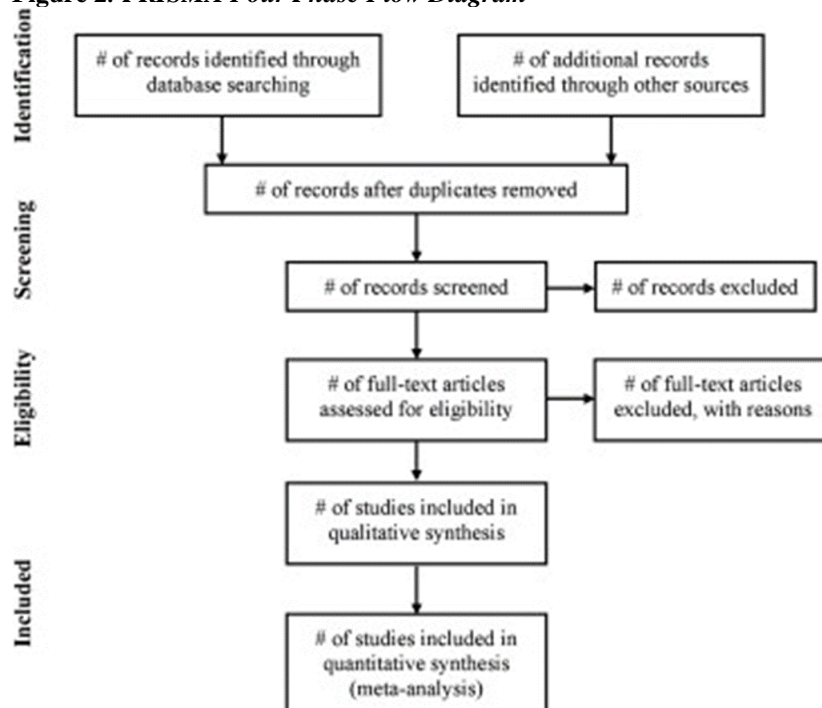 Figure 2. PRISMA Four Phase Flow Diagram
Identification
# of records identified through
database searching
# of additional records
identified through other sources
# of records after duplicates removed
Screening
# of records screened
# of records excluded
Eligibility
# of full-text articles
assessed for eligibility
# of full-text articles
excluded, with reasons
Included
# of studies included in
qualitative synthesis
# of studies included in
quantitative synthesis
(meta-analysis)